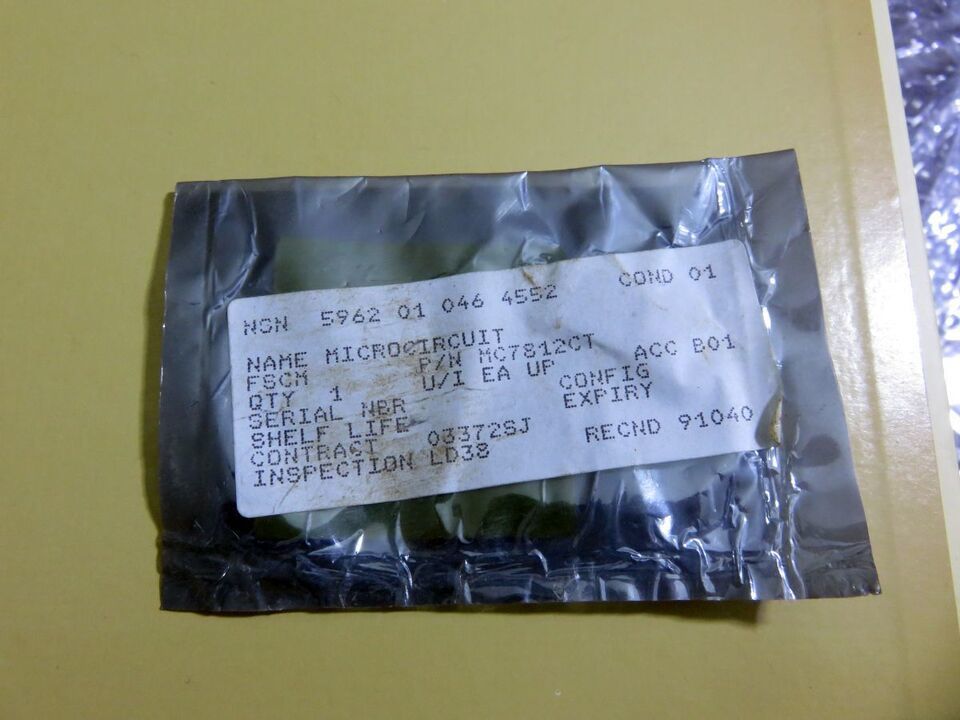 NCN 5962 01 046 4552 COND 01
NAME MICROCIRCUIT
FSCM P/N MC7812CT ACC B01
QTY 1 U/I EA UP CONFIG
SERIAL NBR EXPIRY
SHELF LIFE
CONTRACT 03372SJ RECND 91040
INSPECTION LD38